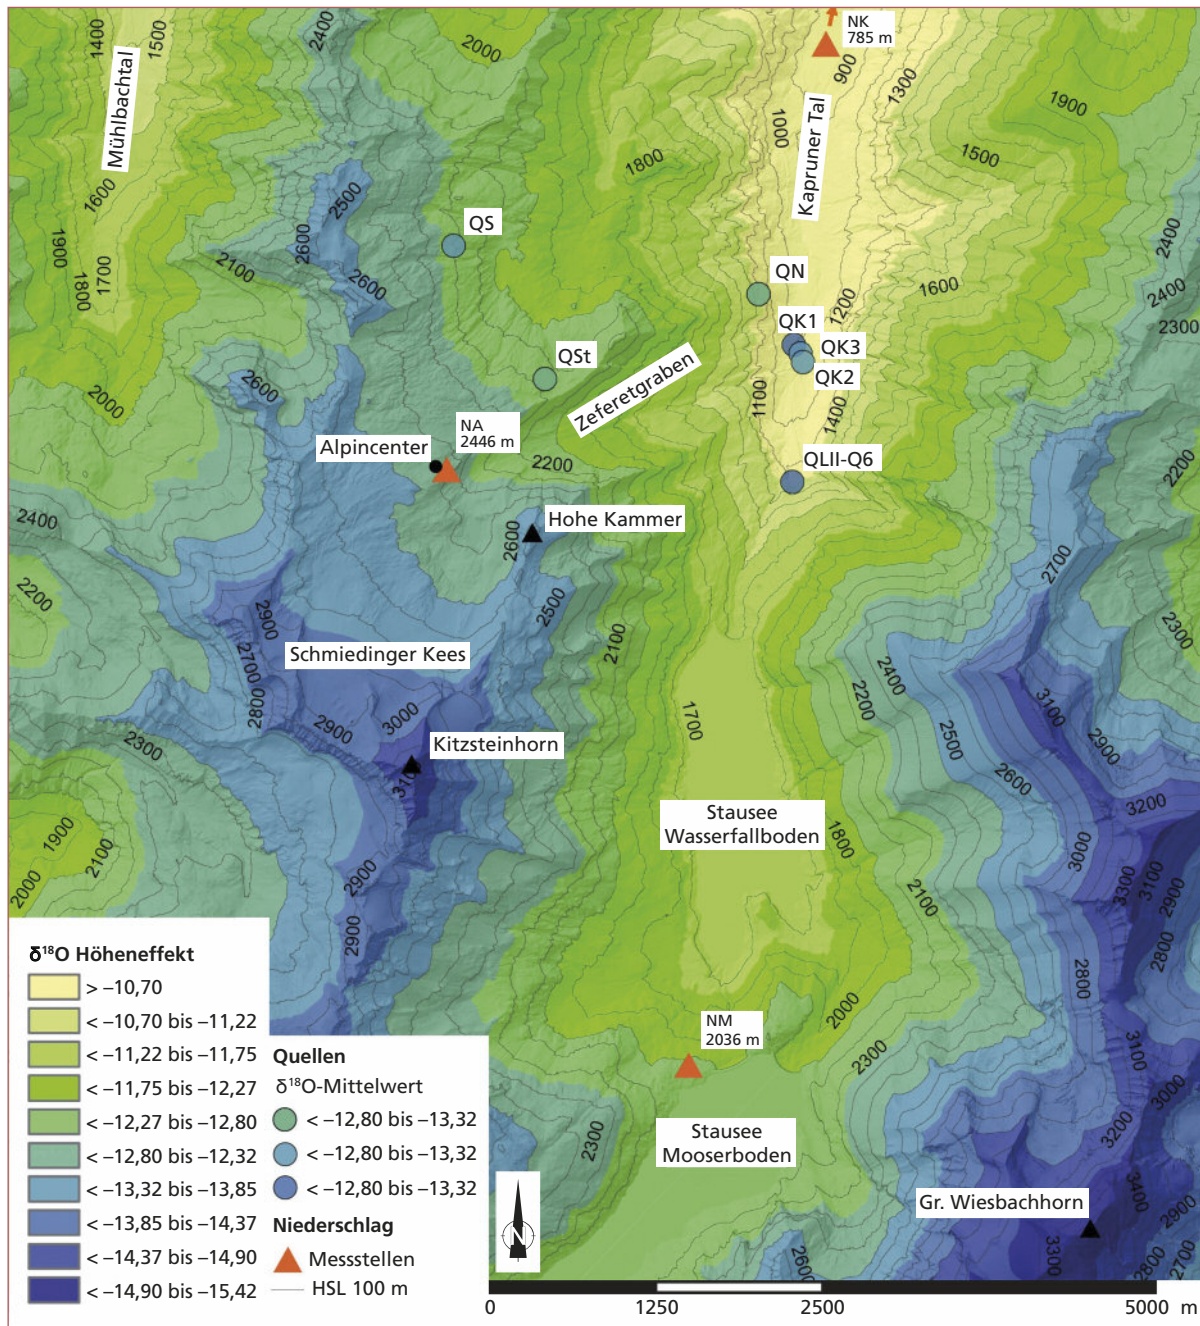 NK
785 m
1400
1500
2400
2000
900
1300
1900
Mühlbachtal
1000
Kapruner Tal
1800
1500
1600
2500
QS
2400
1900
2600
2100
1800
1700
2600
QN
1600
2400
1200
2300
QK1
QK3
QSt
QK2
2600
2000
Zeferetgraben
1100
1400
NA
2446 m
Alpincenter
2200
QLII-Q6
2200
2400
Hohe Kammer
2600
2700
2200
2900
2500
2300
Schmiedinger Kees
2700
2100
2400
2800
2200
3100
2900
3000
1700
2500
2900
2300
Kitzsteinhorn
3100
2600
3200
Stausee
Wasserfallboden
1900
2100
1800
3000
2000
2900
3300
3100
2900
2100
2900
2800
2800
δ¹⁸O Höheneffekt
> –10,70
< –10,70 bis –11,22
< –11,22 bis –11,75
< –11,75 bis –12,27
< –12,27 bis –12,80
< –12,80 bis –12,32
< –13,32 bis –13,85
< –13,85 bis –14,37
< –14,37 bis –14,90
< –14,90 bis –15,42
Quellen
δ¹⁸O-Mittelwert
< –12,80 bis –13,32
< –12,80 bis –13,32
< –12,80 bis –13,32
Niederschlag
Messstellen
HSL 100 m
NM
2036 m
2000
2300
3100
3000
2300
Stausee
Mooserboden
3200
3400
2900
Gr. Wiesbachhorn
N
2600
3300
2800
2700
0
1250
2500
5000 m